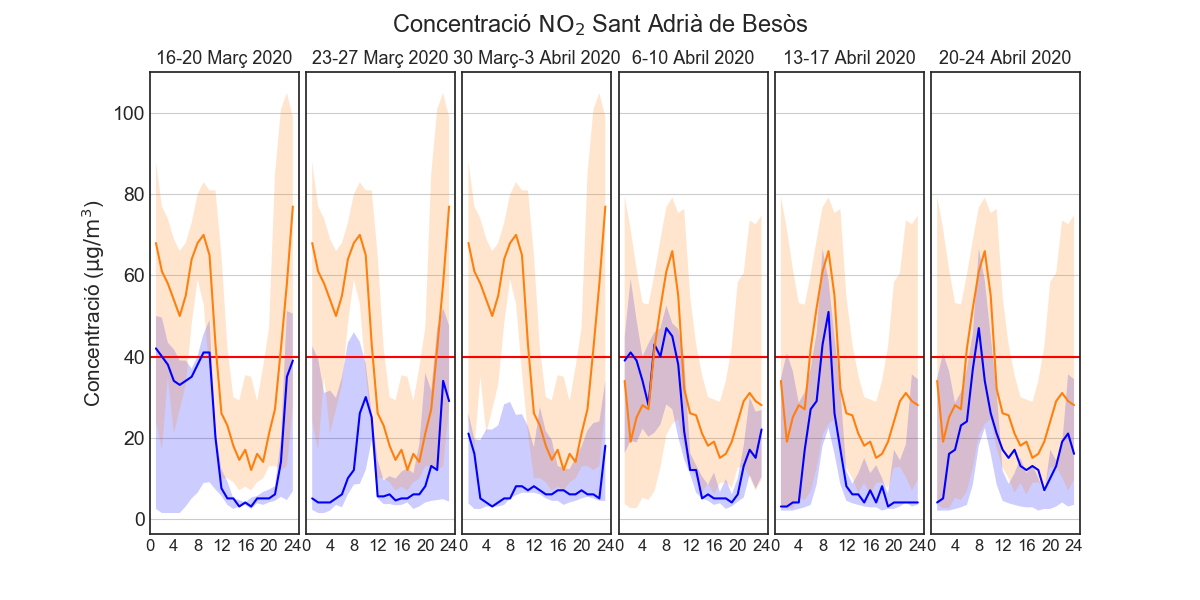 Concentració NO₂ Sant Adrià de Besòs
16-20 Març 2020
23-27 Març 2020
30 Març-3 Abril 2020
6-10 Abril 2020
13-17 Abril 2020
20-24 Abril 2020
Concentració (µg/m³)
100
80
60
40
20
0
0 4 8 12 16 20 24
0 4 8 12 16 20 24
0 4 8 12 16 20 24
0 4 8 12 16 20 24
0 4 8 12 16 20 24
0 4 8 12 16 20 24